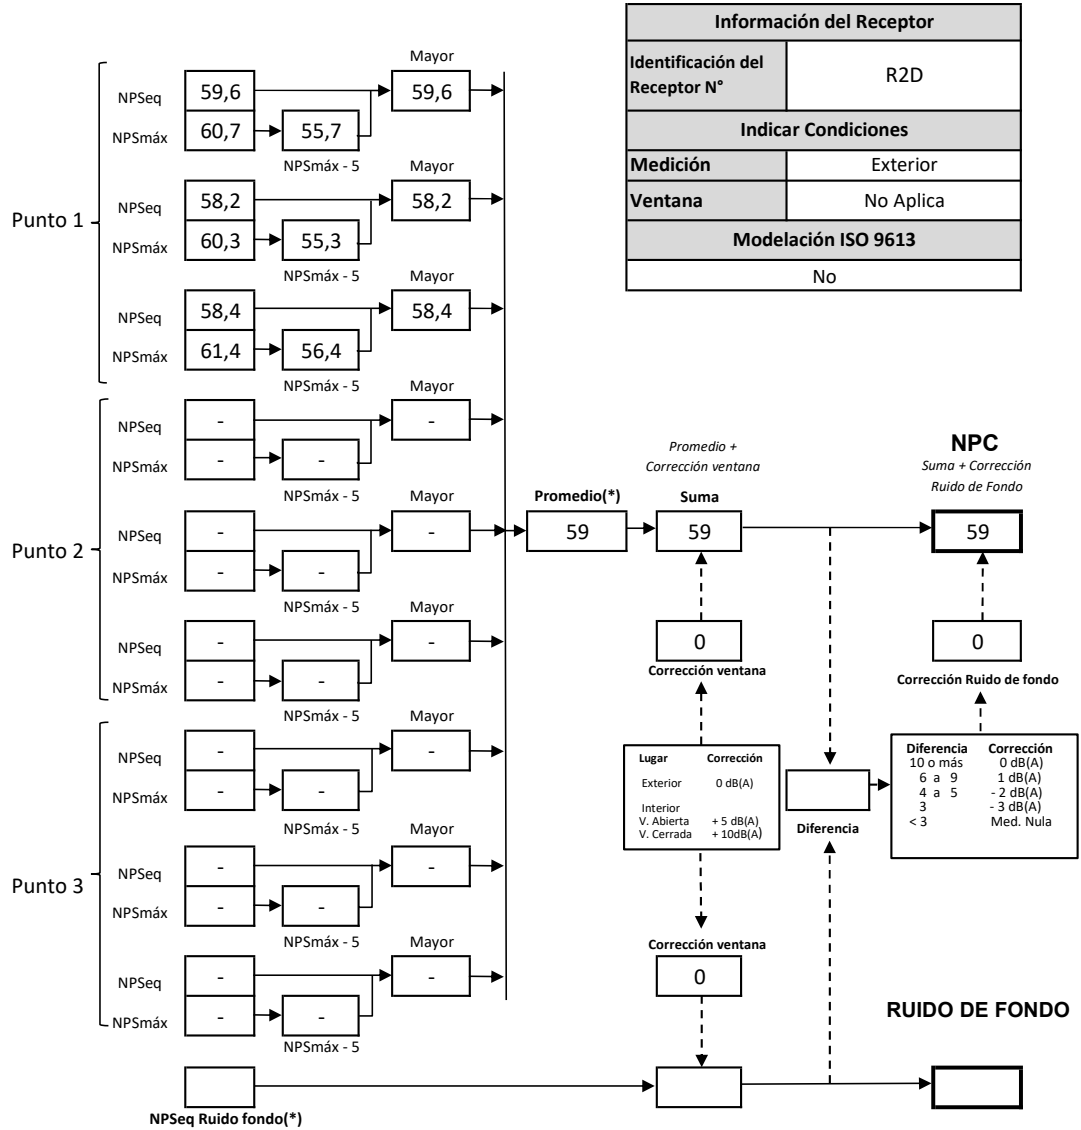 Información del Receptor
Identificación del
Receptor N°
R2D
Indicar Condiciones
Medición
Exterior
Ventana
No Aplica
Modelación ISO 9613
No
Punto 1
Mayor
NPSeq
59,6
59,6
NPSmáx
60,7
55,7
NPSmáx - 5
Mayor
NPSeq
58,2
58,2
NPSmáx
60,3
55,3
NPSmáx - 5
Mayor
NPSeq
58,4
58,4
NPSmáx
61,4
56,4
NPSmáx - 5
Punto 2
Mayor
NPSeq
-
-
NPSmáx
-
-
NPSmáx - 5
Mayor
NPSeq
-
-
NPSmáx
-
-
NPSmáx - 5
Mayor
NPSeq
-
-
NPSmáx
-
-
NPSmáx - 5
Punto 3
Mayor
NPSeq
-
-
NPSmáx
-
-
NPSmáx - 5
Mayor
NPSeq
-
-
NPSmáx
-
-
NPSmáx - 5
Mayor
NPSeq
-
-
NPSmáx
-
-
NPSmáx - 5
NPSeq Ruido fondo(*)
Promedio(*)
59
Promedio +
Corrección ventana
Suma
59
0
Corrección ventana
Lugar Corrección
Exterior 0 dB(A)
Interior
V. Abierta + 5 dB(A)
V. Cerrada + 10dB(A)
Corrección ventana
0
Diferencia
NPC
Suma + Corrección
Ruido de Fondo
59
0
Corrección Ruido de fondo
Diferencia Corrección
10 o más 0 dB(A)
6 a 9 1 dB(A)
4 a 5 - 2 dB(A)
3 - 3 dB(A)
< 3 Med. Nula
RUIDO DE FONDO